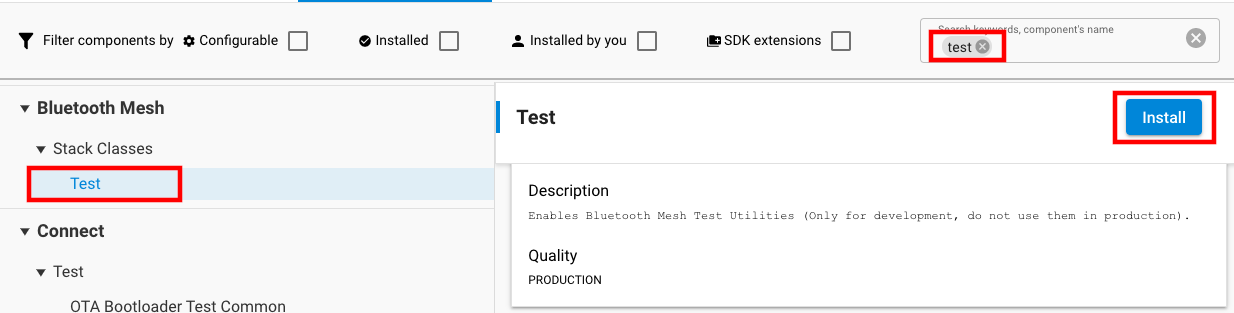 Filter components by Configurable Installed Installed by you SDK extensions
Search keywords, component's name
test
Bluetooth Mesh
Stack Classes
Test
Connect
Test
OTA Bootloader Test Common
Test
Install
Description
Enables Bluetooth Mesh Test Utilities (Only for development, do not use them in production).
Quality
PRODUCTION